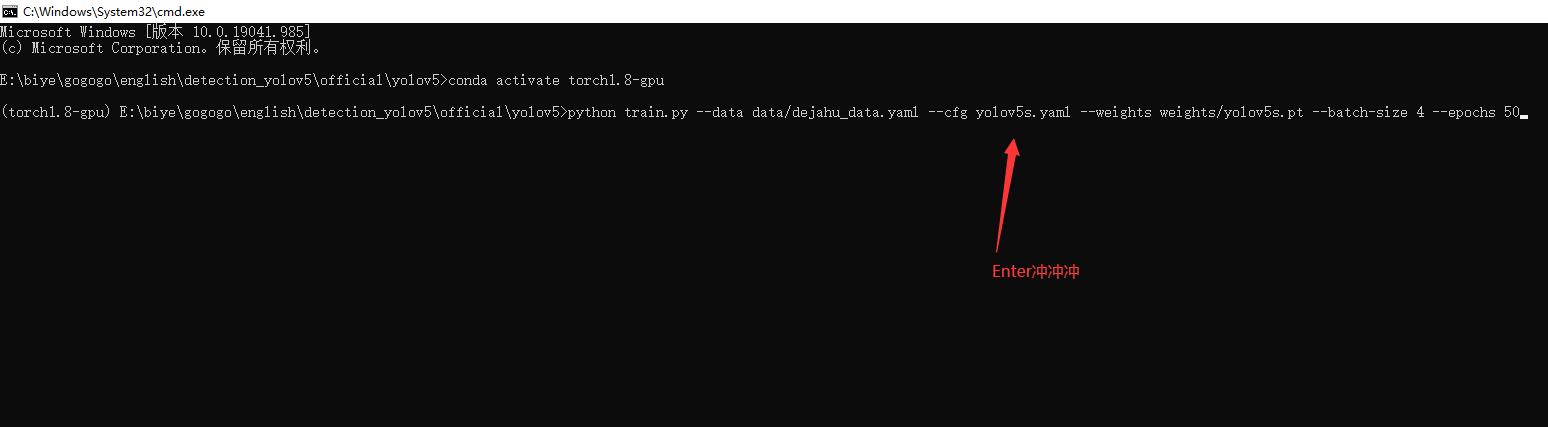 C:\Windows\System32\cmd.exe
Microsoft Windows [版本 10.0.19041.985]
(c) Microsoft Corporation。保留所有权利。
E:\biye\gogogo\english\detection_yolov5\official\yolov5>conda activate torch1.8-gpu
(torch1.8-gpu) E:\biye\gogogo\english\detection_yolov5\official\yolov5>python train.py --data data/dejahu_data.yaml --cfg yolov5s.yaml --weights weights/yolov5s.pt --batch-size 4 --epochs 50
Enter冲冲冲